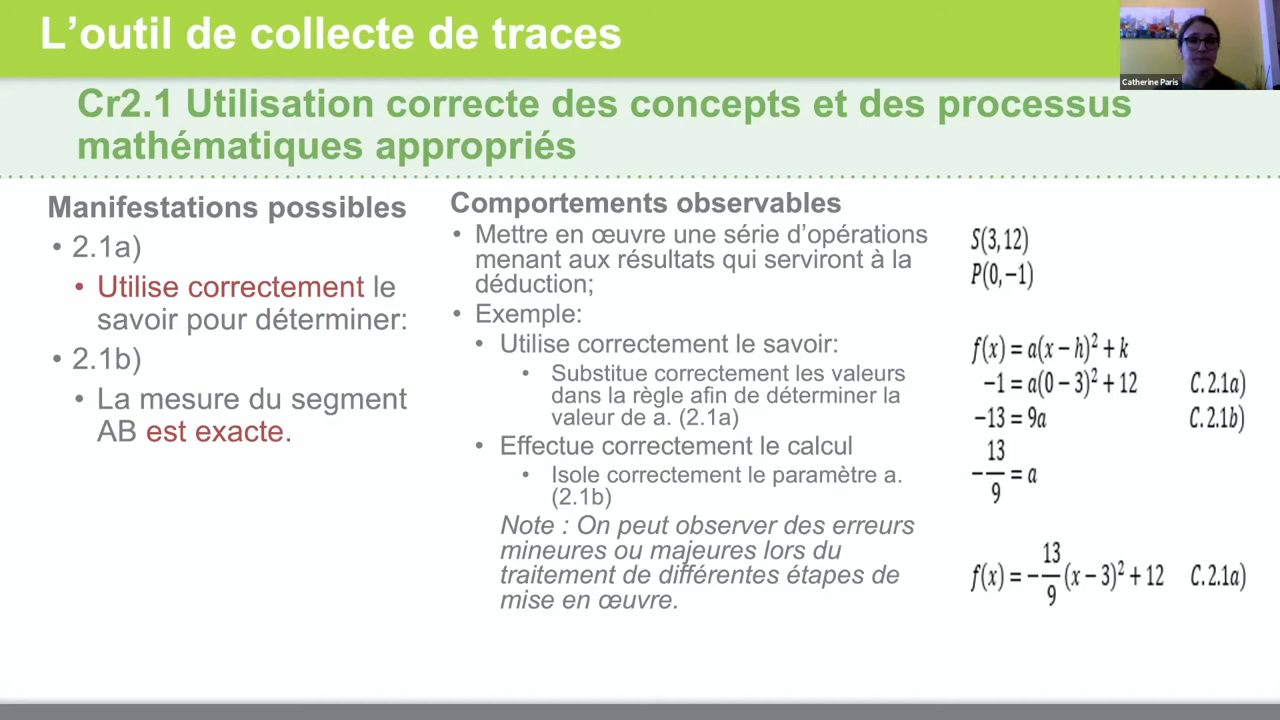 L'outil de collecte de traces
Catherine Paris
Cr2.1 Utilisation correcte des concepts et des processus
mathématiques appropriés
Manifestations possibles
• 2.1a)
• Utilise correctement le
savoir pour déterminer:
• 2.1b)
• La mesure du segment
AB est exacte.
Comportements observables
• Mettre en œuvre une série d'opérations
menant aux résultats qui serviront à la
déduction;
• Exemple:
• Utilise correctement le savoir:
• Substitue correctement les valeurs
dans la règle afin de déterminer la
valeur de a. (2.1a)
• Effectue correctement le calcul
• Isole correctement le paramètre a.
(2.1b)
Note : On peut observer des erreurs
mineures ou majeures lors du
traitement de différentes étapes de
mise en œuvre.
S(3,12)
P(0,−1)
f(x) = a(x − h)² + k
−1 = a(0 − 3)² + 12 C.2.1a)
−13 = 9a C.2.1b)
−13/9 = a
f(x) = −13/9(x − 3)² + 12 C.2.1a)